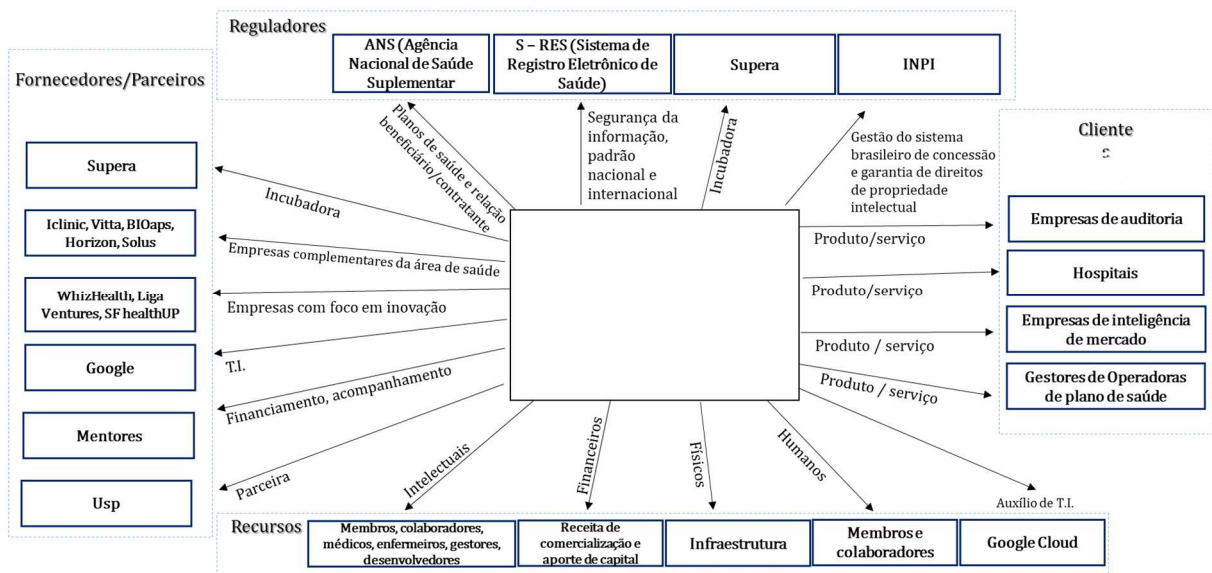 Reguladores
ANS (Agência
Nacional de Saúde
Suplementar
S – RES (Sistema de
Registro Eletrônico de
Saúde)
Supera
INPI
Fornecedores/Parceiros
Supera
Iclinic, Vitta, BIOaps,
Horizon, Solus
WhizHealth, Liga
Ventures, SF healthUP
Google
Mentores
Usp
Planos de saúde e relação
beneficiário/contratante
Segurança da
informação,
padrão
nacional e
internacional
Incubadora
Gestão do sistema
brasileiro de concessão
e garantia de direitos
de propriedade
intelectual
Incubadora
Empresas complementares da área de saúde
Empresas com foco em inovação
T.I.
Financiamento, acompanhamento
Parceira
Produto/serviço
Produto/serviço
Produto / serviço
Produto / serviço
Cliente
s
Empresas de auditoria
Hospitais
Empresas de inteligência
de mercado
Gestores de Operadoras
de plano de saúde
Intelectuais
Financeiros
Físicos
Humanos
Auxílio de T.I.
Recursos
Membros, colaboradores,
médicos, enfermeiros, gestores,
desenvolvedores
Receita de
comercialização e
aporte de capital
Infraestrutura
Membros e
colaboradores
Google Cloud